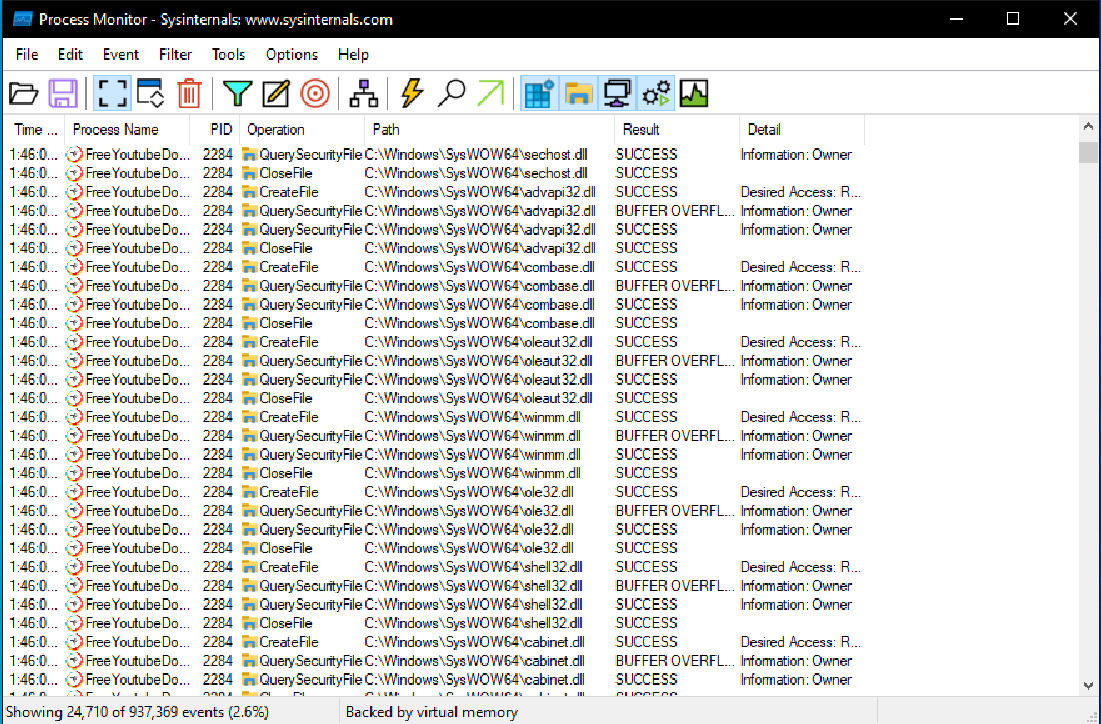 Process Monitor - Sysinternals: www.sysinternals.com
File Edit Event Filter Tools Options Help
Time ... Process Name PID Operation Path Result Detail
1:46:0... FreeYoutubeDo... 2284 QuerySecurityFile C:\Windows\SysWOW64\sechost.dll SUCCESS Information: Owner
1:46:0... FreeYoutubeDo... 2284 CloseFile C:\Windows\SysWOW64\sechost.dll SUCCESS
1:46:0... FreeYoutubeDo... 2284 CreateFile C:\Windows\SysWOW64\advapi32.dll SUCCESS Desired Access: R...
1:46:0... FreeYoutubeDo... 2284 QuerySecurityFile C:\Windows\SysWOW64\advapi32.dll BUFFER OVERFL... Information: Owner
1:46:0... FreeYoutubeDo... 2284 QuerySecurityFile C:\Windows\SysWOW64\advapi32.dll SUCCESS Information: Owner
1:46:0... FreeYoutubeDo... 2284 CloseFile C:\Windows\SysWOW64\advapi32.dll SUCCESS
1:46:0... FreeYoutubeDo... 2284 CreateFile C:\Windows\SysWOW64\combase.dll SUCCESS Desired Access: R...
1:46:0... FreeYoutubeDo... 2284 QuerySecurityFile C:\Windows\SysWOW64\combase.dll BUFFER OVERFL... Information: Owner
1:46:0... FreeYoutubeDo... 2284 QuerySecurityFile C:\Windows\SysWOW64\combase.dll SUCCESS Information: Owner
1:46:0... FreeYoutubeDo... 2284 CloseFile C:\Windows\SysWOW64\combase.dll SUCCESS
1:46:0... FreeYoutubeDo... 2284 CreateFile C:\Windows\SysWOW64\oleaut32.dll SUCCESS Desired Access: R...
1:46:0... FreeYoutubeDo... 2284 QuerySecurityFile C:\Windows\SysWOW64\oleaut32.dll BUFFER OVERFL... Information: Owner
1:46:0... FreeYoutubeDo... 2284 QuerySecurityFile C:\Windows\SysWOW64\oleaut32.dll SUCCESS Information: Owner
1:46:0... FreeYoutubeDo... 2284 CloseFile C:\Windows\SysWOW64\oleaut32.dll SUCCESS
1:46:0... FreeYoutubeDo... 2284 CreateFile C:\Windows\SysWOW64\winmm.dll SUCCESS Desired Access: R...
1:46:0... FreeYoutubeDo... 2284 QuerySecurityFile C:\Windows\SysWOW64\winmm.dll BUFFER OVERFL... Information: Owner
1:46:0... FreeYoutubeDo... 2284 QuerySecurityFile C:\Windows\SysWOW64\winmm.dll SUCCESS Information: Owner
1:46:0... FreeYoutubeDo... 2284 CloseFile C:\Windows\SysWOW64\winmm.dll SUCCESS
1:46:0... FreeYoutubeDo... 2284 CreateFile C:\Windows\SysWOW64\ole32.dll SUCCESS Desired Access: R...
1:46:0... FreeYoutubeDo... 2284 QuerySecurityFile C:\Windows\SysWOW64\ole32.dll BUFFER OVERFL... Information: Owner
1:46:0... FreeYoutubeDo... 2284 QuerySecurityFile C:\Windows\SysWOW64\ole32.dll SUCCESS Information: Owner
1:46:0... FreeYoutubeDo... 2284 CloseFile C:\Windows\SysWOW64\ole32.dll SUCCESS
1:46:0... FreeYoutubeDo... 2284 CreateFile C:\Windows\SysWOW64\shell32.dll SUCCESS Desired Access: R...
1:46:0... FreeYoutubeDo... 2284 QuerySecurityFile C:\Windows\SysWOW64\shell32.dll BUFFER OVERFL... Information: Owner
1:46:0... FreeYoutubeDo... 2284 QuerySecurityFile C:\Windows\SysWOW64\shell32.dll SUCCESS Information: Owner
1:46:0... FreeYoutubeDo... 2284 CloseFile C:\Windows\SysWOW64\shell32.dll SUCCESS
1:46:0... FreeYoutubeDo... 2284 CreateFile C:\Windows\SysWOW64\cabinet.dll SUCCESS Desired Access: R...
1:46:0... FreeYoutubeDo... 2284 QuerySecurityFile C:\Windows\SysWOW64\cabinet.dll BUFFER OVERFL... Information: Owner
1:46:0... FreeYoutubeDo... 2284 QuerySecurityFile C:\Windows\SysWOW64\cabinet.dll SUCCESS Information: Owner
Showing 24,710 of 937,369 events (2.6%) Backed by virtual memory